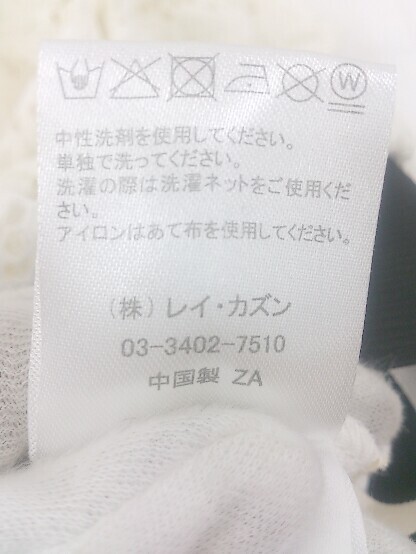 W
中性洗剤を使用してください。
単独で洗ってください。
洗濯の際は洗濯ネットをご使用くだ
さい。
アイロンはあて布を使用してください。
(株)レイ・カズン
03-3402-7510
中国製 ZA